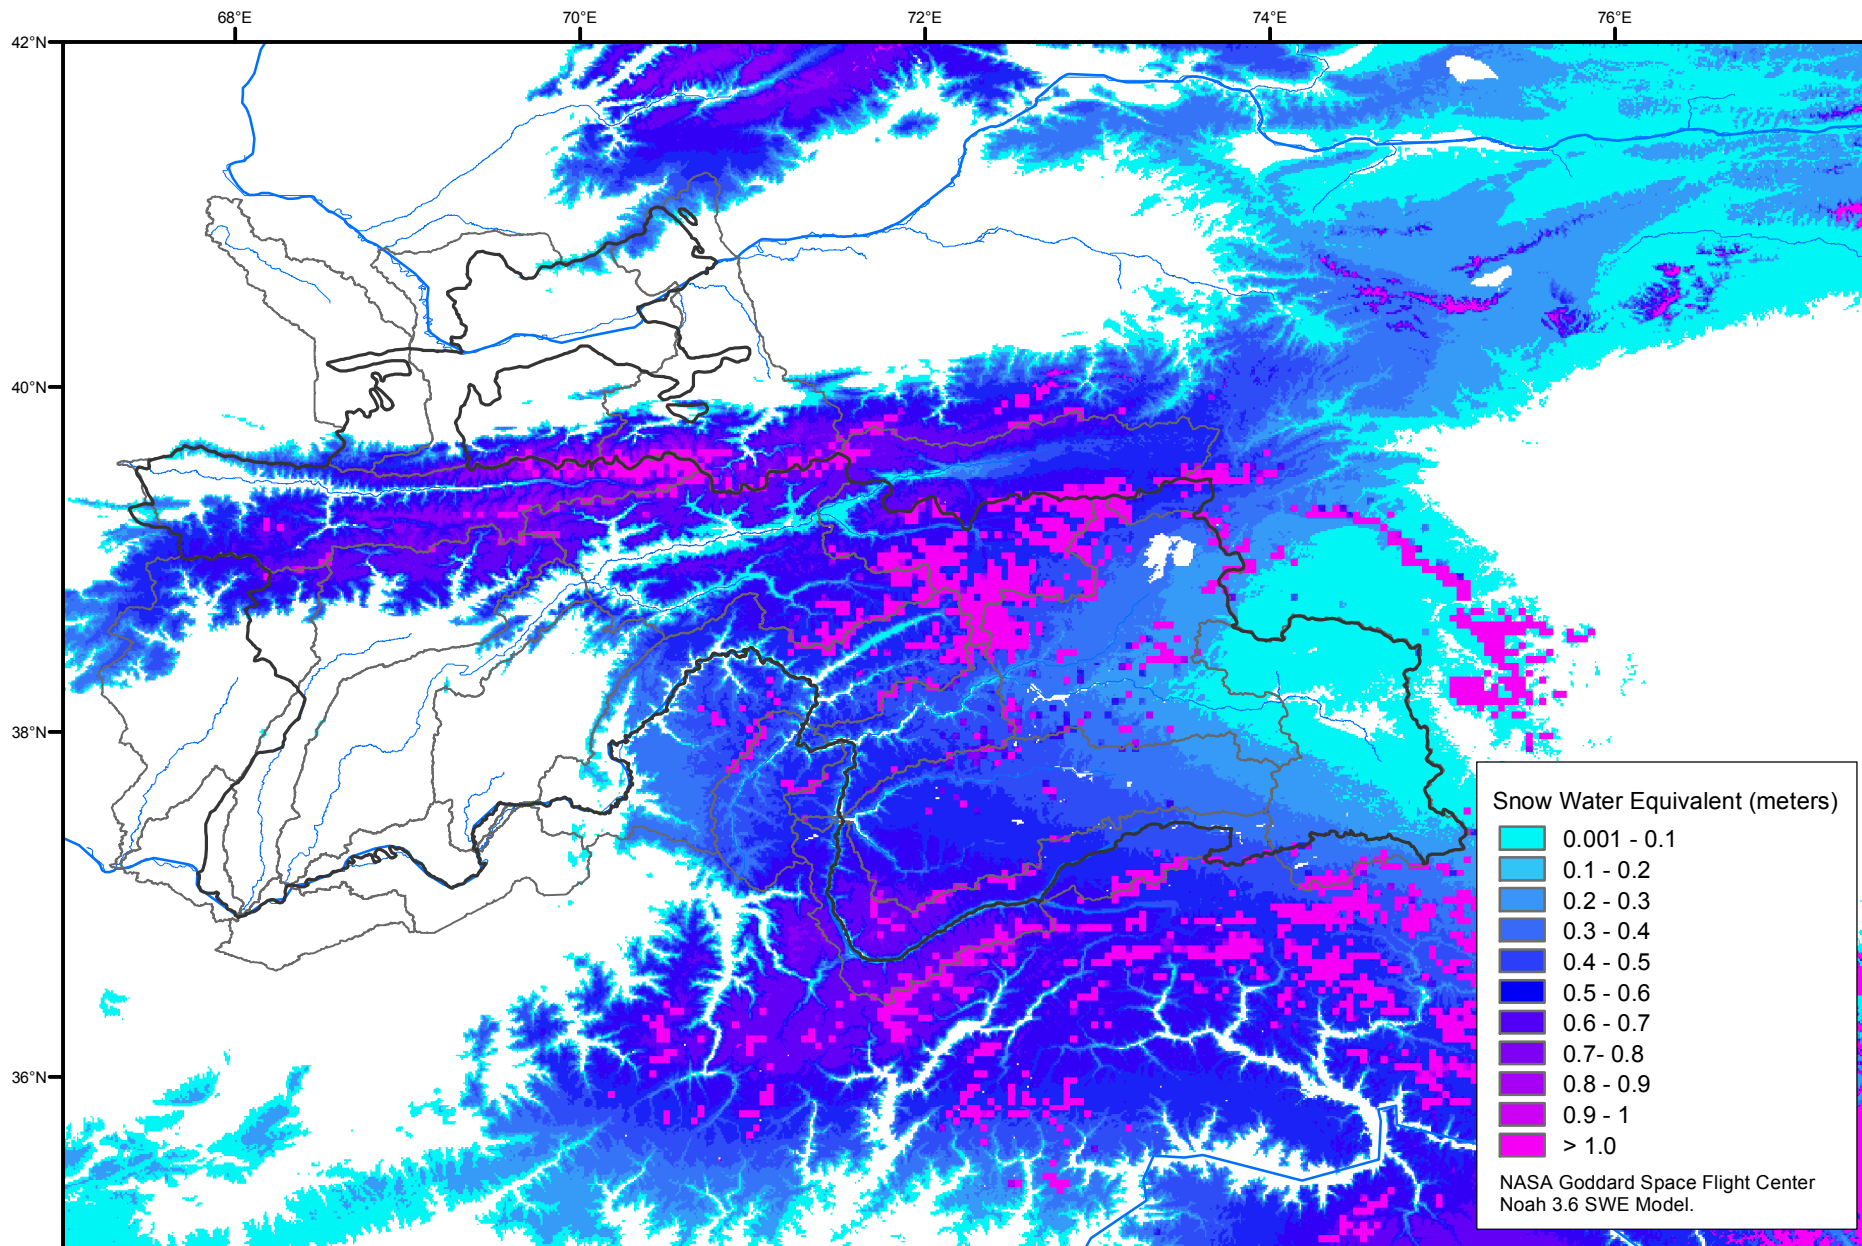 68°E
70°E
72°E
74°E
76°E
42°N
40°N
38°N
36°N
Snow Water Equivalent (meters)
0.001 - 0.1
0.1 - 0.2
0.2 - 0.3
0.3 - 0.4
0.4 - 0.5
0.5 - 0.6
0.6 - 0.7
0.7- 0.8
0.8 - 0.9
0.9 - 1
> 1.0
NASA Goddard Space Flight Center
Noah 3.6 SWE Model.